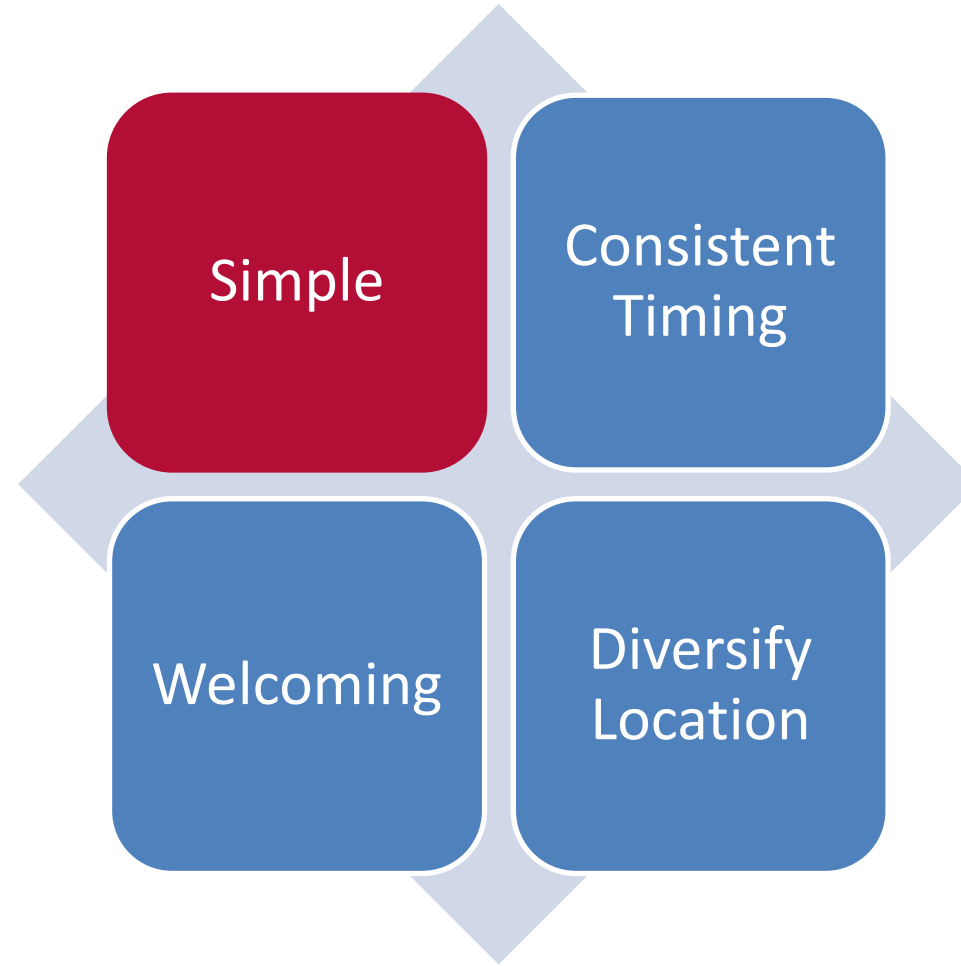 Simple
Consistent
Timing
Welcoming
Diversify
Location